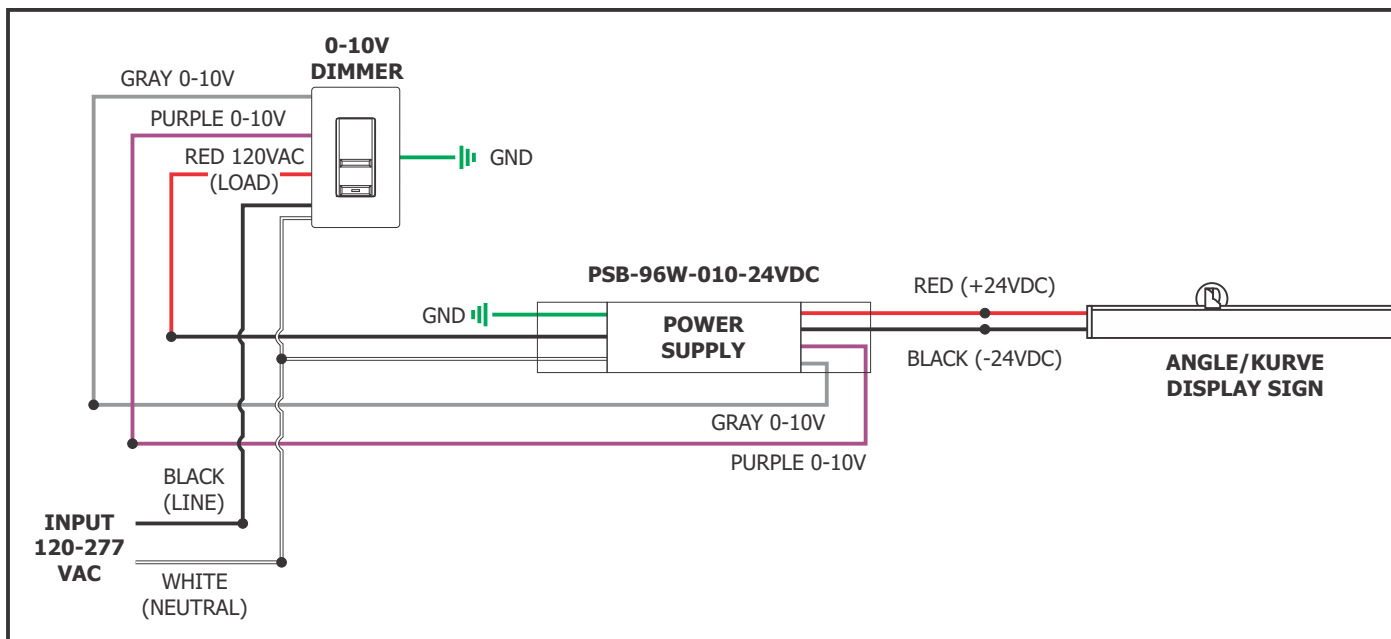 0-10V
DIMMER
GRAY 0-10V
PURPLE 0-10V
RED 120VAC
(LOAD)
GND
PSB-96W-010-24VDC
GND
POWER
SUPPLY
RED (+24VDC)
BLACK (-24VDC)
ANGLE/KURVE
DISPLAY SIGN
GRAY 0-10V
PURPLE 0-10V
BLACK
(LINE)
INPUT
120-277
VAC
WHITE
(NEUTRAL)